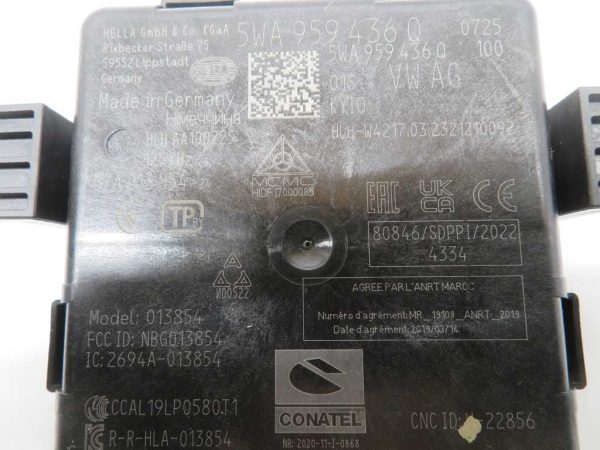 HELLA GmbH & Co. KGaA
Rixbecker Straße 75
59552 Lippstadt
Germany
Made in Germany
Німеччина
5WA 959 436 Q
0725
5WA 959 436 Q
100
01S
VW AG
KY10
HLH-W4217.03.2321210092
MCMC
HIDF17000085
TP
UK
CA
CE
EAC
80846/SDPPI/2022
4334
AGREE PAR L'ANRT MAROC
Numéro d'agrément: MR_19108_ANRT_2019
Date d'agrément: 2019/03/14
Model: 013854
FCC ID: NBG013854
IC: 2694A-013854
CCAL19LP0580T1
R-R-HLA-013854
CONATEL
NR: 2020-11-I-0868
CNC ID:
22856